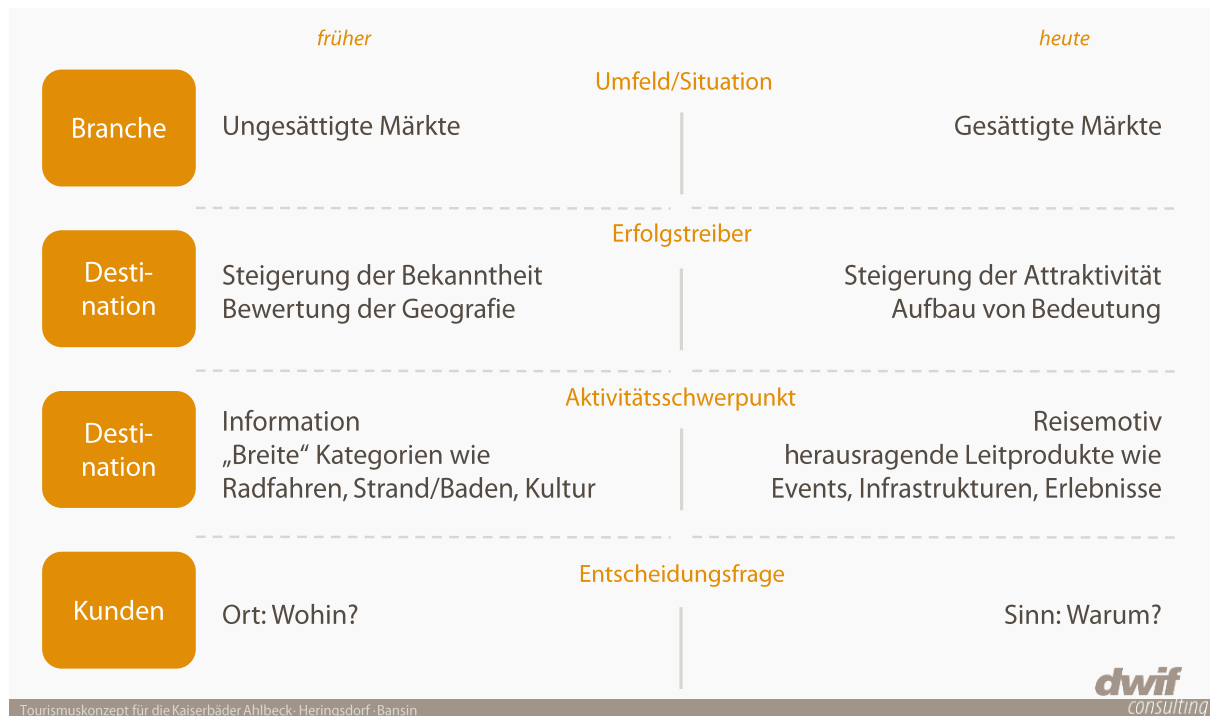 früher
heute
Umfeld/Situation
Branche
Ungesättigte Märkte
Gesättigte Märkte
Erfolgstreiber
Desti-
nation
Steigerung der Bekanntheit
Bewertung der Geografie
Steigerung der Attraktivität
Aufbau von Bedeutung
Aktivitätsschwerpunkt
Desti-
nation
Information
„Breite“ Kategorien wie
Radfahren, Strand/Baden, Kultur
Reisemotiv
herausragende Leitprodukte wie
Events, Infrastrukturen, Erlebnisse
Entscheidungsfrage
Kunden
Ort: Wohin?
Sinn: Warum?
dwif
consulting
Tourismuskonzept für die Kaiserbäder Ahlbeck · Heringsdorf · Bansin